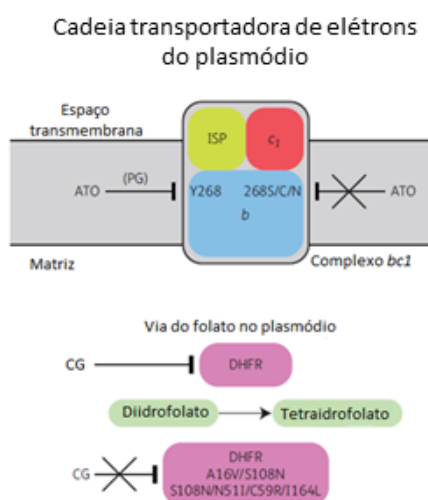 Cadeia transportadora de elétrons
do plasmódio
Espaço
transmembrana
ISP
c1
ATO
(PG)
Y268
268S/C/N
ATO
b
Matriz
Complexo bc1
Via do folato no plasmódio
CG
DHFR
Diidrofolato
Tetraidrofolato
CG
DHFR
A16V/S108N
S108N/N51I/C59R/I164L